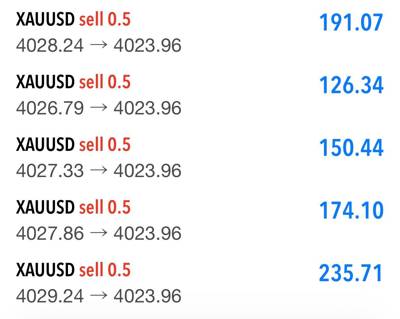 XAUUSD sell 0.5 191.07
4028.24 → 4023.96
XAUUSD sell 0.5 126.34
4026.79 → 4023.96
XAUUSD sell 0.5 150.44
4027.33 → 4023.96
XAUUSD sell 0.5 174.10
4027.86 → 4023.96
XAUUSD sell 0.5 235.71
4029.24 → 4023.96